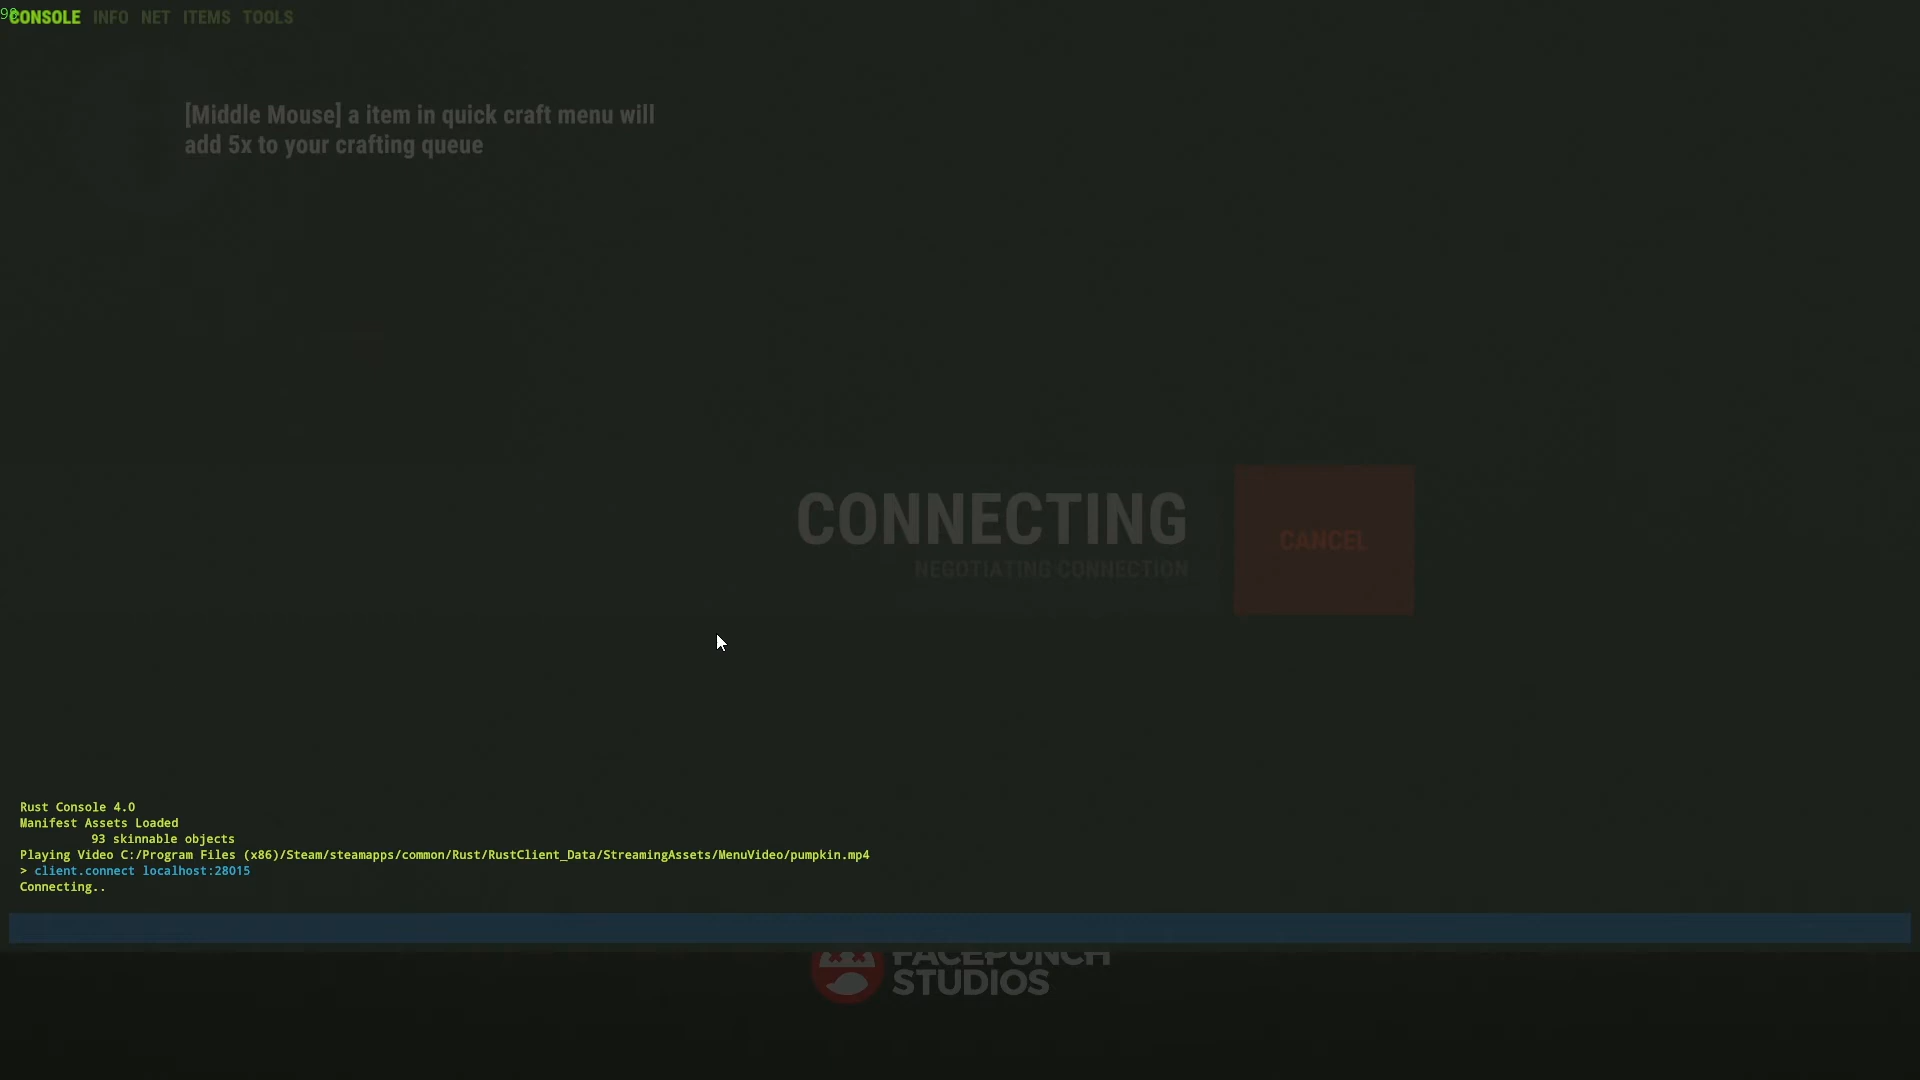 CONSOLE INFO NET ITEMS TOOLS
[Middle Mouse] a item in quick craft menu will
add 5x to your crafting queue
CONNECTING
NEGOTIATING CONNECTION
CANCEL
Rust Console 4.0
Manifest Assets Loaded
93 skinnable objects
Playing Video C:/Program Files (x86)/Steam/steamapps/common/Rust/RustClient_Data/StreamingAssets/MenuVideo/pumpkin.mp4
> client.connect localhost:28015
Connecting..
FACEPUNCH
STUDIOS